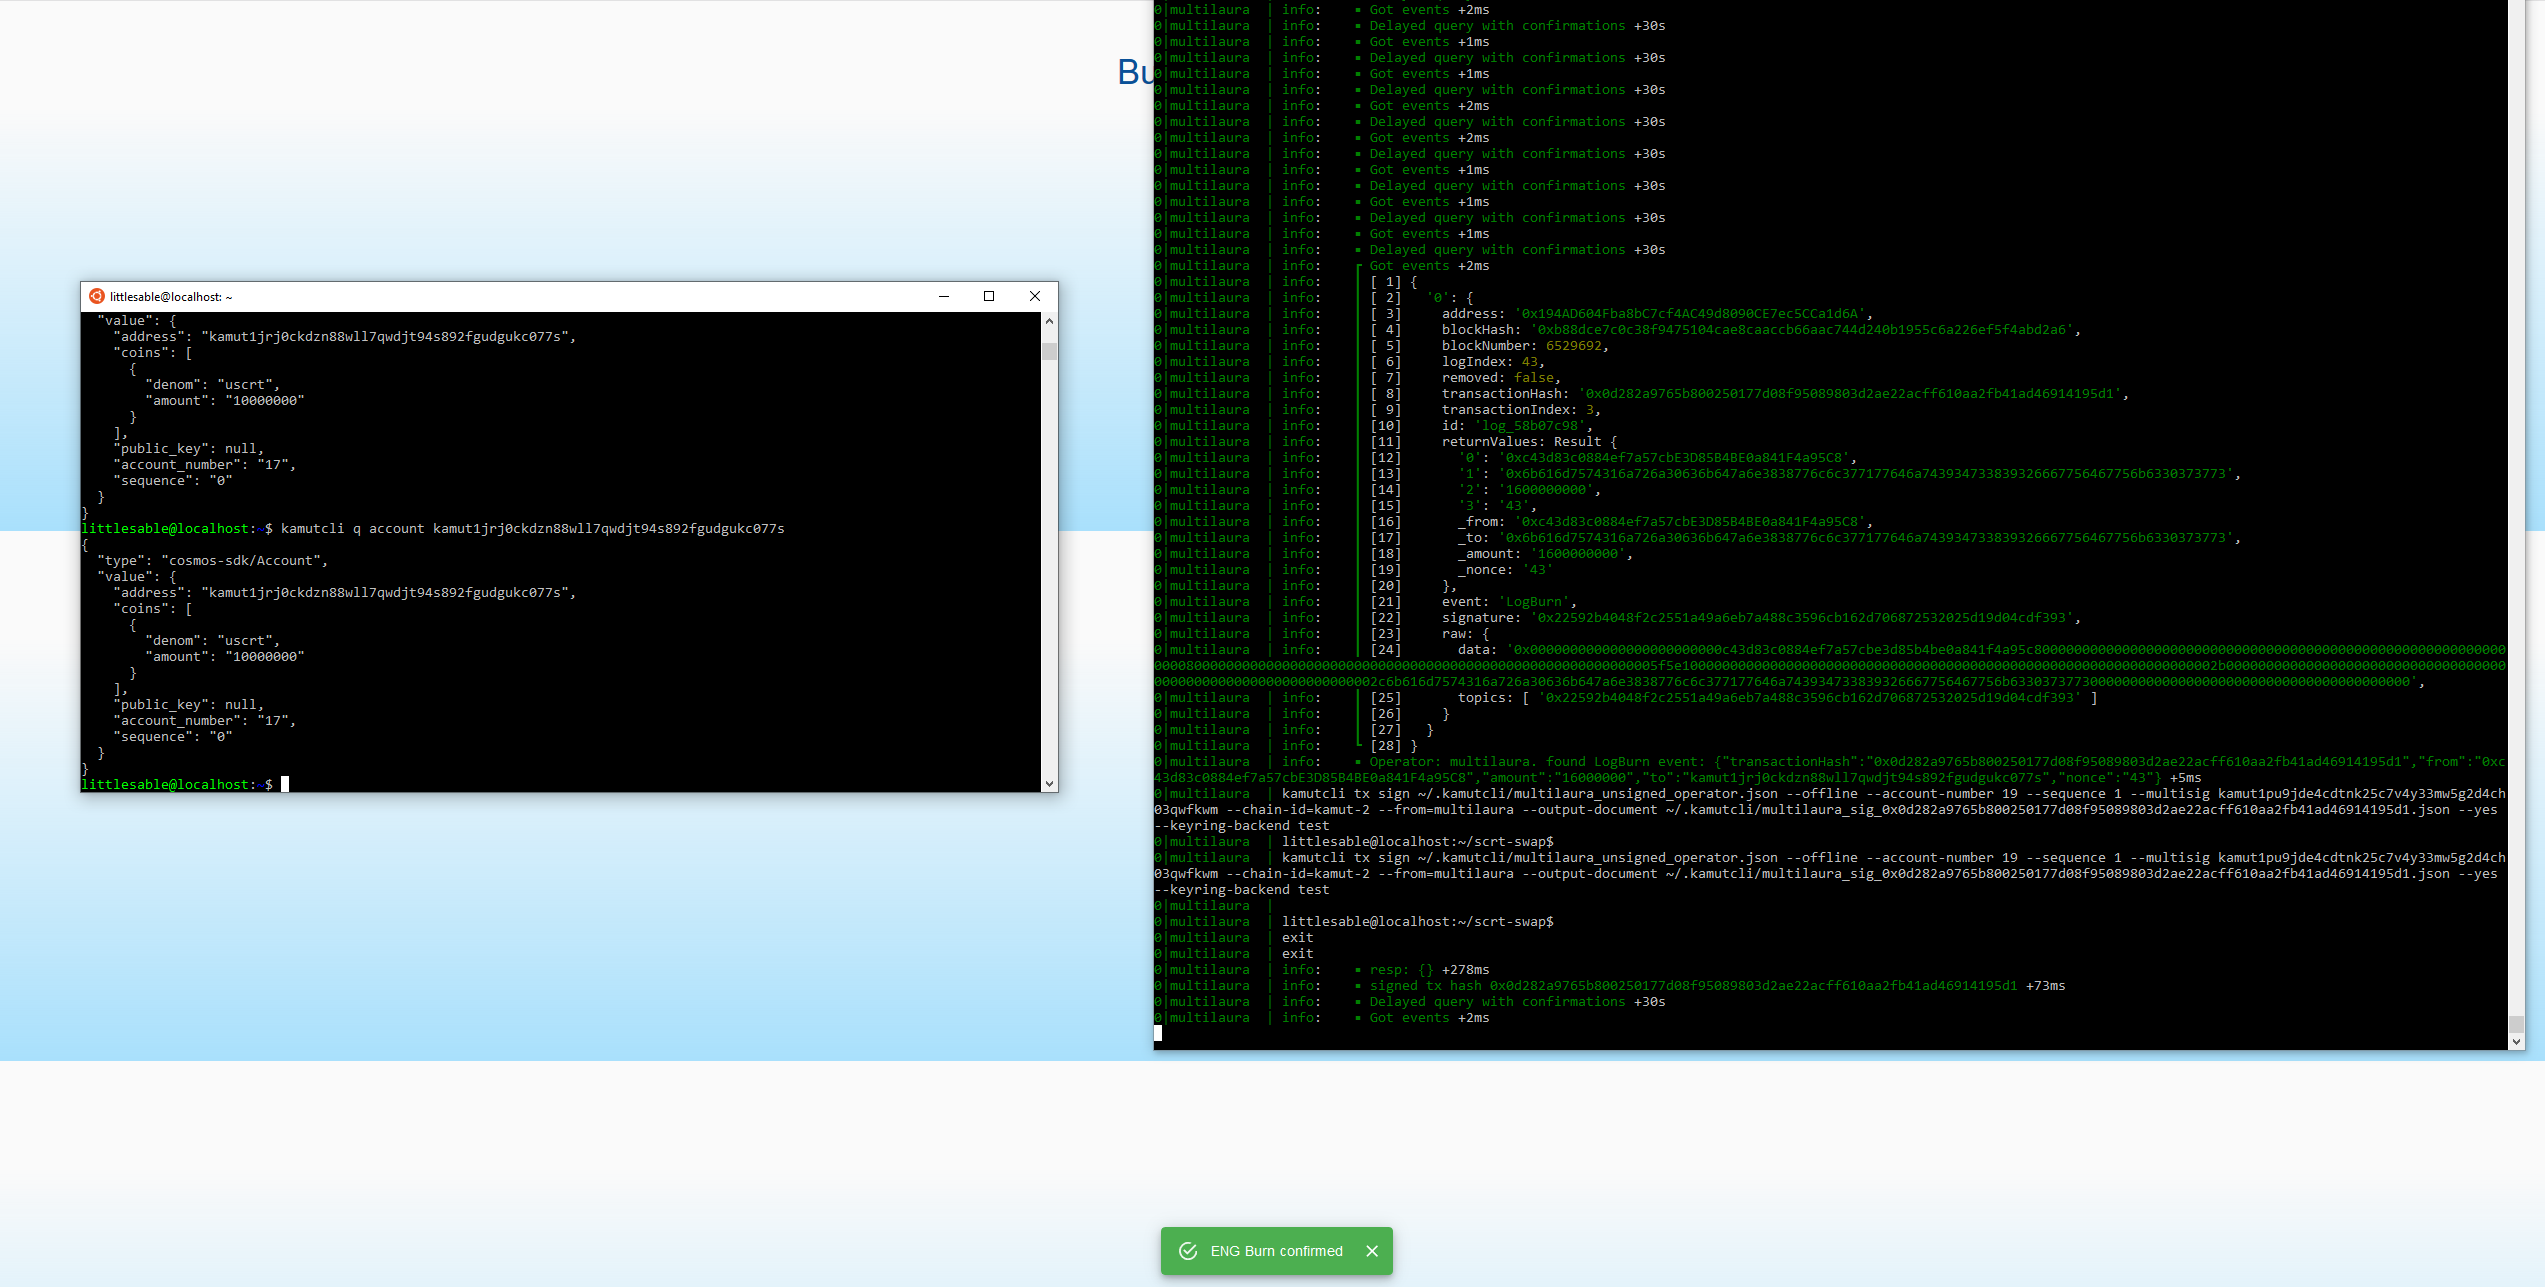 Bu
littlesable@localhost: ~
  "value": {
    "address": "kamut1jrj0ckdzn88wll7qwdjt94s892fgudgukc077s",
    "coins": [
      {
        "denom": "uscrt",
        "amount": "10000000"
      }
    ],
    "public_key": null,
    "account_number": "17",
    "sequence": "0"
  }
}
littlesable@localhost:~$ kamutcli q account kamut1jrj0ckdzn88wll7qwdjt94s892fgudgukc077s
{
  "type": "cosmos-sdk/Account",
  "value": {
    "address": "kamut1jrj0ckdzn88wll7qwdjt94s892fgudgukc077s",
    "coins": [
      {
        "denom": "uscrt",
        "amount": "10000000"
      }
    ],
    "public_key": null,
    "account_number": "17",
    "sequence": "0"
  }
}
littlesable@localhost:~$
0|multilaura  | info:    ▪ Got events +2ms
0|multilaura  | info:    ▪ Delayed query with confirmations +30s
0|multilaura  | info:    ▪ Got events +1ms
0|multilaura  | info:    ▪ Delayed query with confirmations +30s
0|multilaura  | info:    ▪ Got events +1ms
0|multilaura  | info:    ▪ Delayed query with confirmations +30s
0|multilaura  | info:    ▪ Got events +2ms
0|multilaura  | info:    ▪ Delayed query with confirmations +30s
0|multilaura  | info:    ▪ Got events +2ms
0|multilaura  | info:    ▪ Delayed query with confirmations +30s
0|multilaura  | info:    ▪ Got events +1ms
0|multilaura  | info:    ▪ Delayed query with confirmations +30s
0|multilaura  | info:    ▪ Got events +1ms
0|multilaura  | info:    ▪ Delayed query with confirmations +30s
0|multilaura  | info:    ▪ Got events +1ms
0|multilaura  | info:    ▪ Delayed query with confirmations +30s
0|multilaura  | info:    ┏ Got events +2ms
0|multilaura  | info:    ┃ [ 1] {
0|multilaura  | info:    ┃ [ 2]   '0': {
0|multilaura  | info:    ┃ [ 3]     address: '0x194AD604Fba8bC7cf4AC49d8090CE7ec5CCa1d6A',
0|multilaura  | info:    ┃ [ 4]     blockHash: '0xb88dce7c0c38f9475104cae8caaccb66aac744d240b1955c6a226ef5f4abd2a6',
0|multilaura  | info:    ┃ [ 5]     blockNumber: 6529692,
0|multilaura  | info:    ┃ [ 6]     logIndex: 43,
0|multilaura  | info:    ┃ [ 7]     removed: false,
0|multilaura  | info:    ┃ [ 8]     transactionHash: '0x0d282a9765b800250177d08f95089803d2ae22acff610aa2fb41ad46914195d1',
0|multilaura  | info:    ┃ [ 9]     transactionIndex: 3,
0|multilaura  | info:    ┃ [10]     id: 'log_58b07c98',
0|multilaura  | info:    ┃ [11]     returnValues: Result {
0|multilaura  | info:    ┃ [12]       '0': '0xc43d83c0884ef7a57cbE3D85B4BE0a841F4a95C8',
0|multilaura  | info:    ┃ [13]       '1': '0x6b616d7574316a726a30636b647a6e3838776c6c377177646a743934733839326667756467756b6330373773',
0|multilaura  | info:    ┃ [14]       '2': '1600000000',
0|multilaura  | info:    ┃ [15]       '3': '43',
0|multilaura  | info:    ┃ [16]       _from: '0xc43d83c0884ef7a57cbE3D85B4BE0a841F4a95C8',
0|multilaura  | info:    ┃ [17]       _to: '0x6b616d7574316a726a30636b647a6e3838776c6c377177646a743934733839326667756467756b6330373773',
0|multilaura  | info:    ┃ [18]       _amount: '1600000000',
0|multilaura  | info:    ┃ [19]       _nonce: '43'
0|multilaura  | info:    ┃ [20]     },
0|multilaura  | info:    ┃ [21]     event: 'LogBurn',
0|multilaura  | info:    ┃ [22]     signature: '0x22592b4048f2c2551a49a6eb7a488c3596cb162d706872532025d19d04cdf393',
0|multilaura  | info:    ┃ [23]     raw: {
0|multilaura  | info:    ┃ [24]       data:
0|multilaura  | info:    ┃ [25]       topics: [ '0x22592b4048f2c2551a49a6eb7a488c3596cb162d706872532025d19d04cdf393' ]
0|multilaura  | info:    ┃ [26]     }
0|multilaura  | info:    ┃ [27]   }
0|multilaura  | info:    ┗ [28] }
0|multilaura  | info:    ▪ Operator: multilaura. found LogBurn event: {"transactionHash":"0x0d282a9765b800250177d08f95089803d2ae22acff610aa2fb41ad46914195d1","from":"0xc
43d83c0884ef7a57cbE3D85B4BE0a841F4a95C8","amount":"16000000","to":"kamut1jrj0ckdzn88wll7qwdjt94s892fgudgukc077s","nonce":"43"} +5ms
0|multilaura  | kamutcli tx sign ~/.kamutcli/multilaura_unsigned_operator.json --offline --account-number 19 --sequence 1 --multisig kamut1pu9jde4cdtnk25c7v4y33mw5g2d4ch
03qwfkwm --chain-id=kamut-2 --from=multilaura --output-document ~/.kamutcli/multilaura_sig_0x0d282a9765b800250177d08f95089803d2ae22acff610aa2fb41ad46914195d1.json --yes
--keyring-backend test
0|multilaura  | littlesable@localhost:~/scrt-swap$
0|multilaura  | kamutcli tx sign ~/.kamutcli/multilaura_unsigned_operator.json --offline --account-number 19 --sequence 1 --multisig kamut1pu9jde4cdtnk25c7v4y33mw5g2d4ch
03qwfkwm --chain-id=kamut-2 --from=multilaura --output-document ~/.kamutcli/multilaura_sig_0x0d282a9765b800250177d08f95089803d2ae22acff610aa2fb41ad46914195d1.json --yes
--keyring-backend test
0|multilaura  |
0|multilaura  | littlesable@localhost:~/scrt-swap$
0|multilaura  | exit
0|multilaura  | exit
0|multilaura  | info:    ▪ resp: {} +278ms
0|multilaura  | info:    ▪ signed tx hash 0x0d282a9765b800250177d08f95089803d2ae22acff610aa2fb41ad46914195d1 +73ms
0|multilaura  | info:    ▪ Delayed query with confirmations +30s
0|multilaura  | info:    ▪ Got events +2ms
ENG Burn confirmed